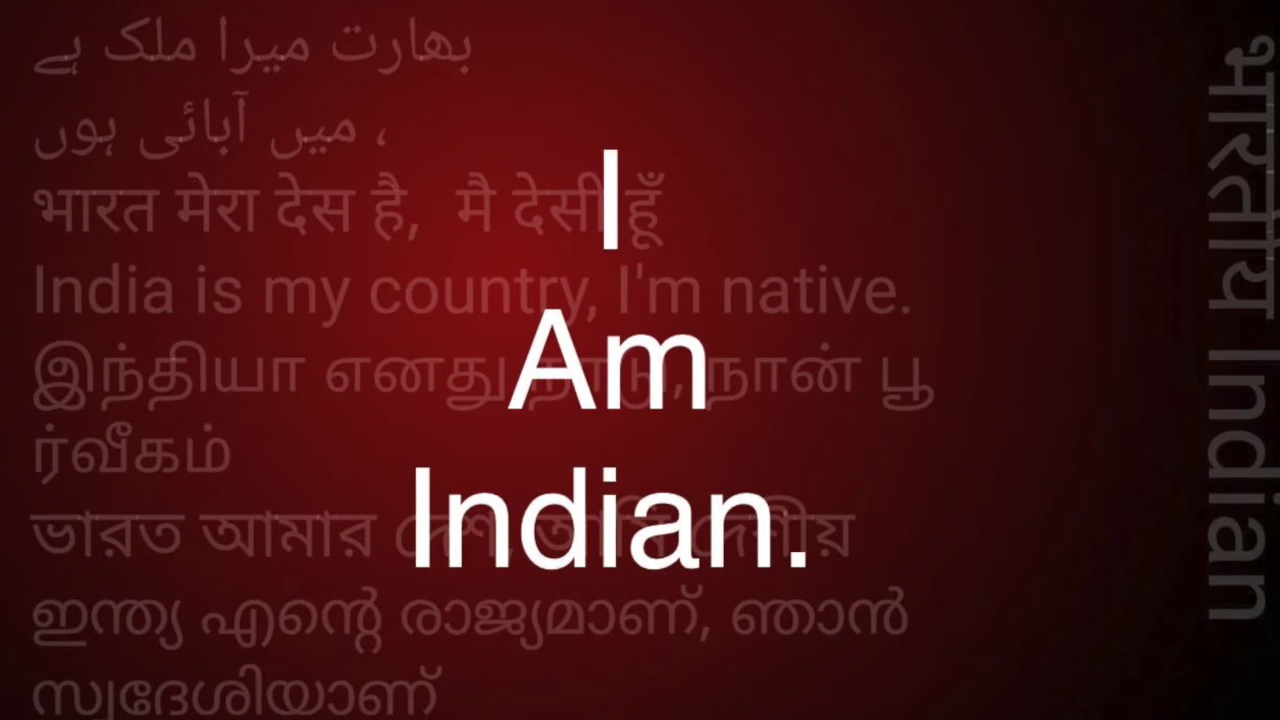 بھارت میرا ملک ہے
، میں آبائی ہوں
भारत मेरा देस है, मै देसी हूँ
India is my country, I'm native.
இந்தியா எனது நாடு, நான் பூ
ர்வீகம்
ভারত আমার দেশ, আমি দেশীয়
ഇന്ത്യ എന്റെ രാജ്യമാണ്, ഞാൻ
സ്വദേശിയാണ്
I
Am
Indian.
भारतीय Indian